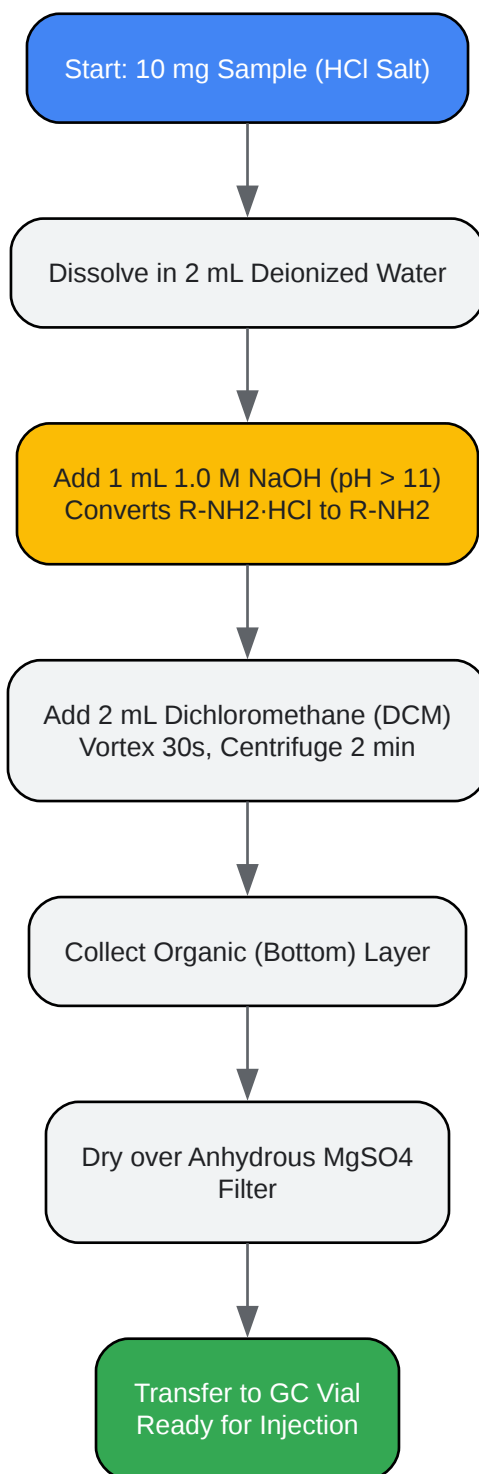 Start: 10 mg Sample (HCl Salt)
Dissolve in 2 mL Deionized Water
Add 1 mL 1.0 M NaOH (pH > 11)
Converts R-NH2·HCl to R-NH2
Add 2 mL Dichloromethane (DCM)
Vortex 30s, Centrifuge 2 min
Collect Organic (Bottom) Layer
Dry over Anhydrous MgSO4
Filter
Transfer to GC Vial
Ready for Injection